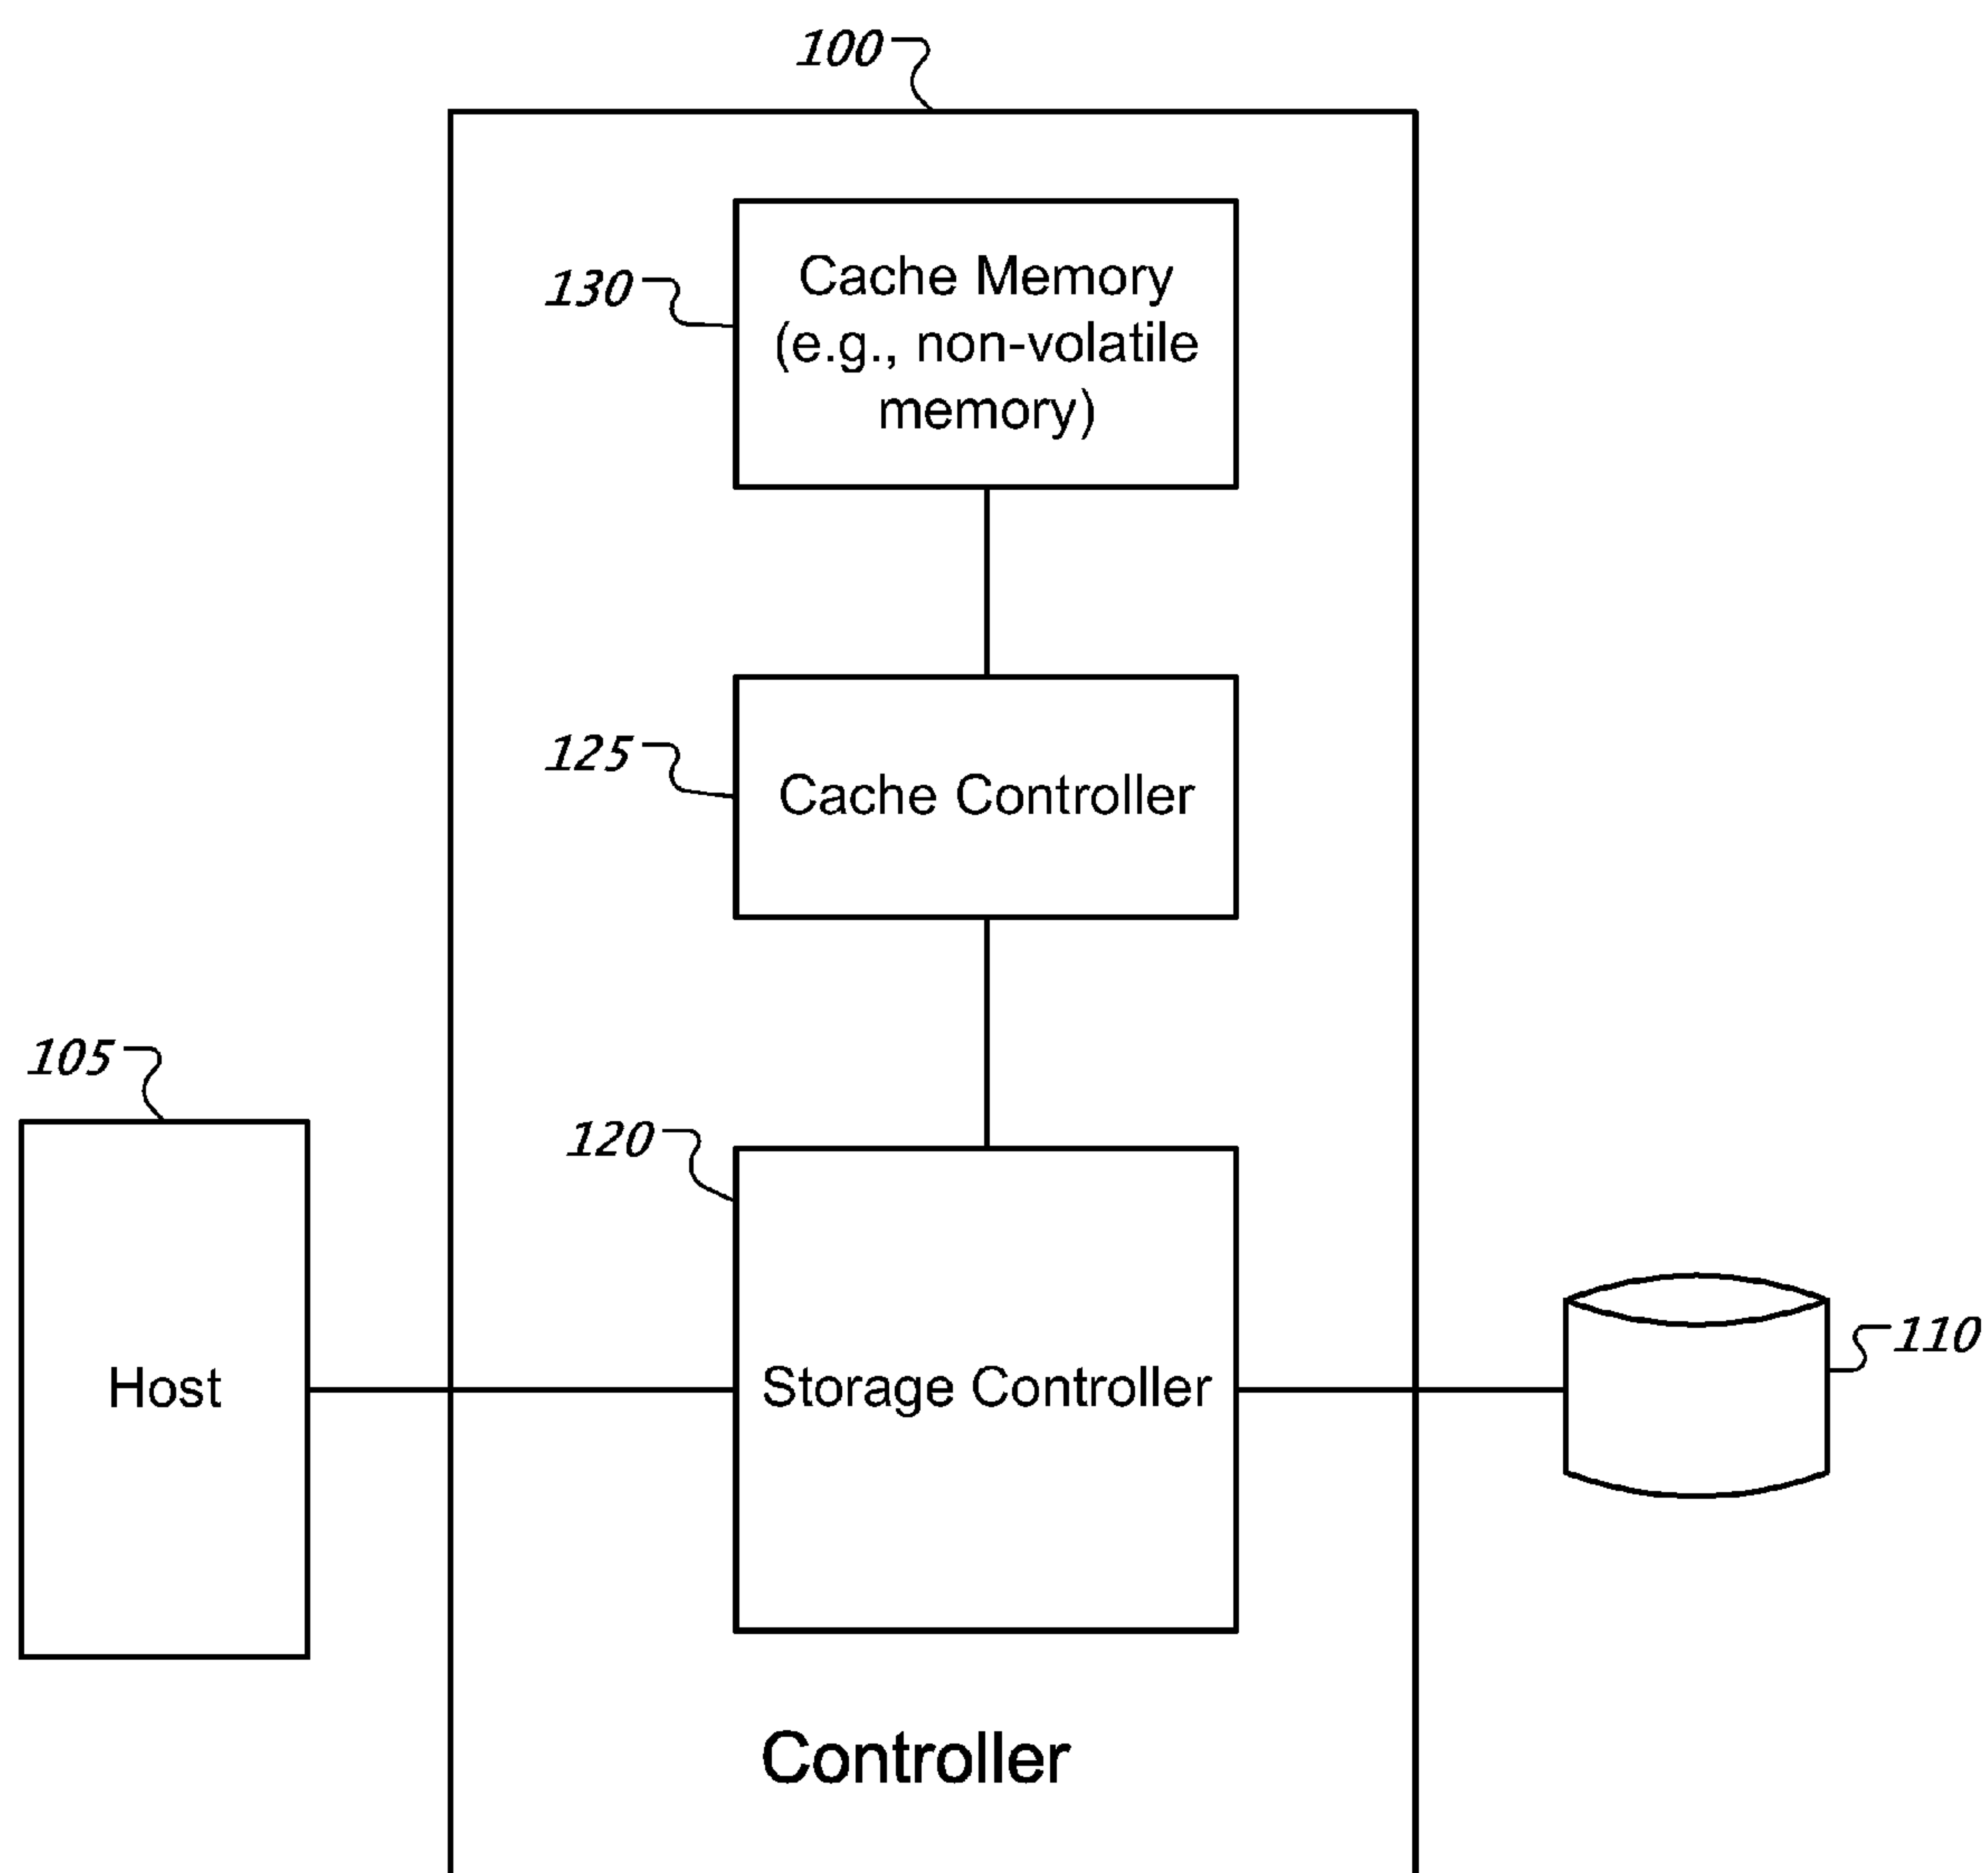 100
130
Cache Memory
(e.g., non-volatile
memory)
125
Cache Controller
105
120
Host
Storage Controller
110
Controller